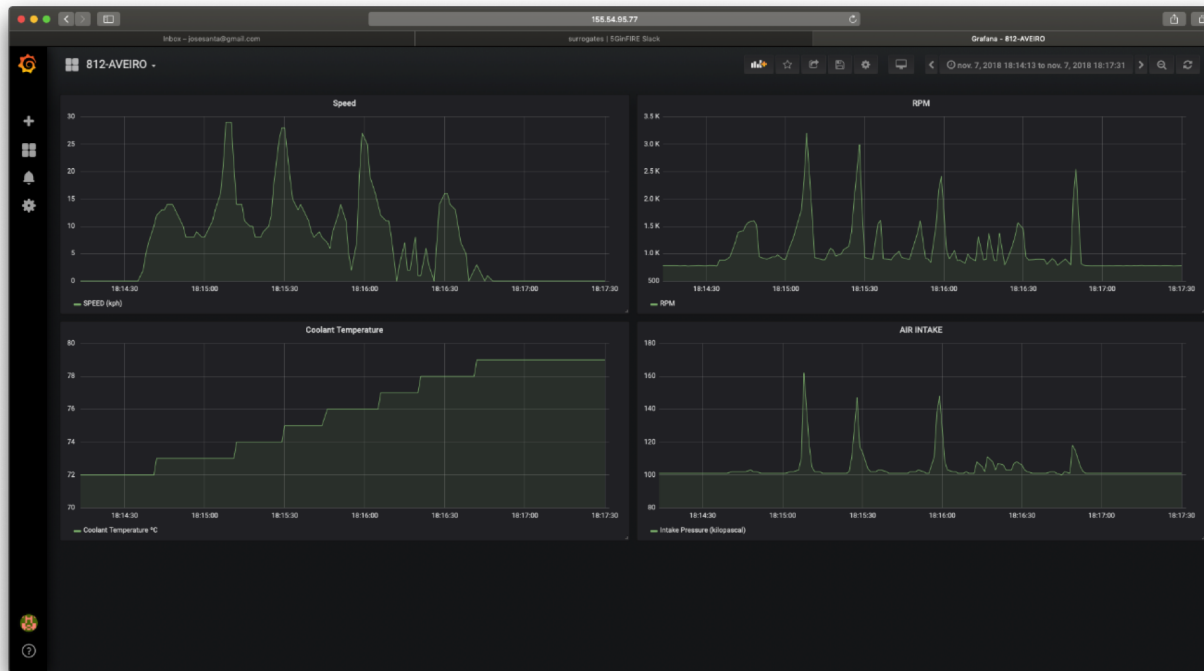 155.54.95.77
Inbox – josesanta@gmail.com
surrogates | 5GinFIRE Slack
Grafana - 812-AVEIRO
812-AVEIRO
nov. 7, 2018 18:14:13 to nov. 7, 2018 18:17:31
Speed
30
25
20
15
10
5
0
18:14:30 18:15:00 18:15:30 18:16:00 18:16:30 18:17:00 18:17:30
SPEED (kph)
RPM
3.5 K
3.0 K
2.5 K
2.0 K
1.5 K
1.0 K
500
18:14:30 18:15:00 18:15:30 18:16:00 18:16:30 18:17:00 18:17:30
RPM
Coolant Temperature
80
78
76
74
72
70
18:14:30 18:15:00 18:15:30 18:16:00 18:16:30 18:17:00 18:17:30
Coolant Temperature ºC
AIR INTAKE
180
160
140
120
100
80
18:14:30 18:15:00 18:15:30 18:16:00 18:16:30 18:17:00 18:17:30
Intake Pressure (kilopascal)